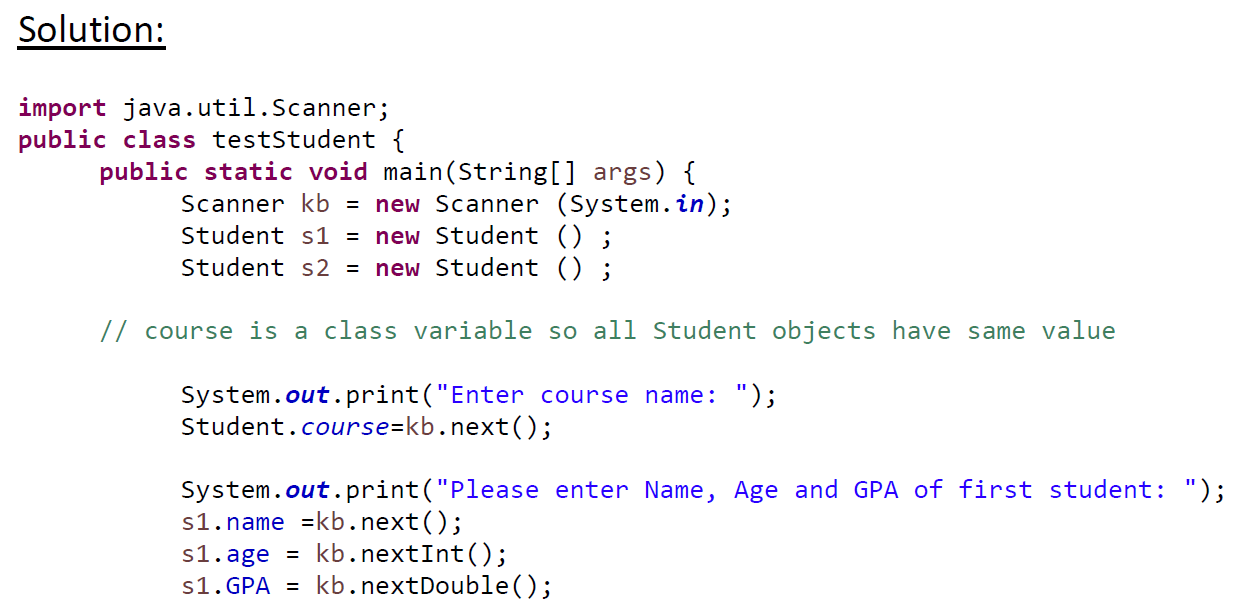 Solution:
import java.util.Scanner;
public class testStudent {
public static void main(String[] args) {
Scanner kb = new Scanner (System.in);
Student s1 = new Student () ;
Student s2 = new Student () ;
// course is a class variable so all Student objects have same value
System.out.print("Enter course name: ");
Student.course=kb.next();
System.out.print("Please enter Name, Age and GPA of first student: ");
s1.name =kb.next();
s1.age = kb.nextInt();
s1.GPA = kb.nextDouble();